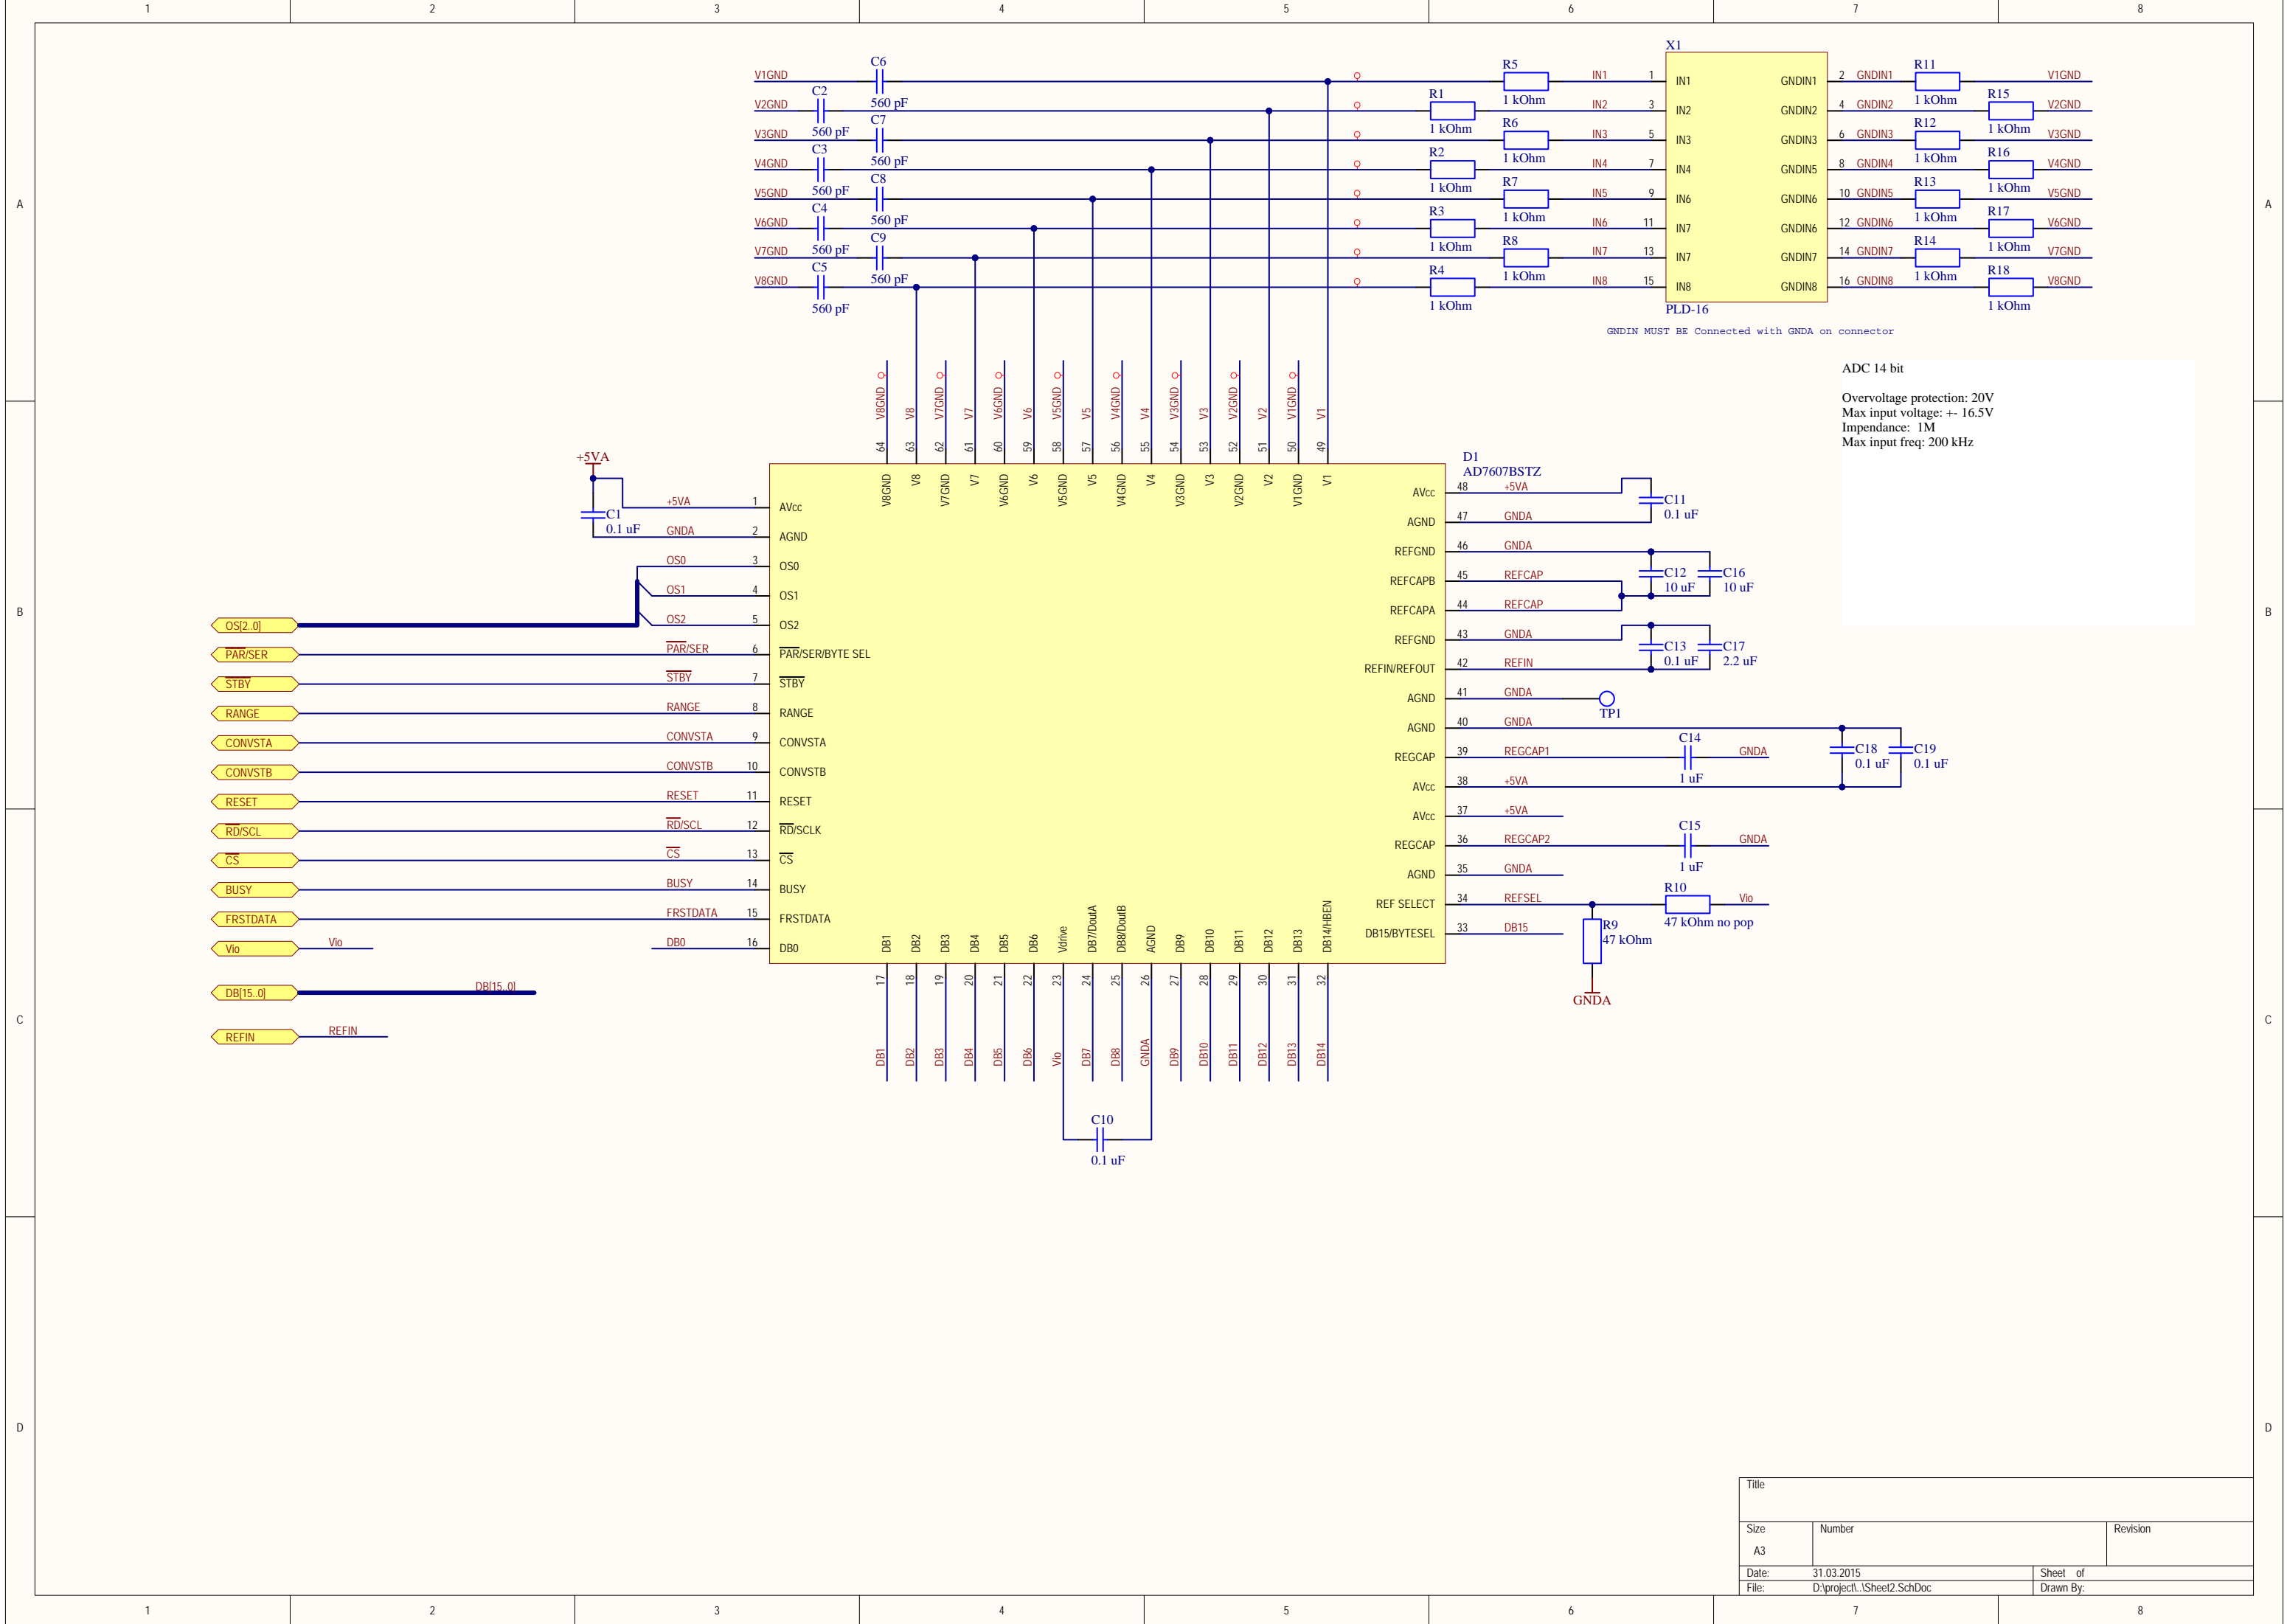 1 2 3 4 5 6 7 8
X1
C6 R5 R11
V1GND IN1 1 IN1 GNDIN1 2 GNDIN1 V1GND
C2 560 pF R1 1 kOhm 1 kOhm R15
V2GND IN2 3 IN2 GNDIN2 4 GNDIN2 V2GND
560 pF C7 1 kOhm R6 R12 1 kOhm
V3GND IN3 5 IN3 GNDIN3 6 GNDIN3 V3GND
C3 560 pF R2 1 kOhm 1 kOhm R16
V4GND IN4 7 IN4 GNDIN5 8 GNDIN4 V4GND
560 pF C8 1 kOhm R7 R13 1 kOhm
V5GND IN5 9 IN6 GNDIN6 10 GNDIN5 V5GND
C4 560 pF R3 1 kOhm 1 kOhm R17
V6GND IN6 11 IN7 GNDIN6 12 GNDIN6 V6GND
560 pF C9 1 kOhm R8 R14 1 kOhm
V7GND IN7 13 IN7 GNDIN7 14 GNDIN7 V7GND
C5 560 pF R4 1 kOhm 1 kOhm R18
V8GND IN8 15 IN8 GNDIN8 16 GNDIN8 V8GND
560 pF 1 kOhm PLD-16 1 kOhm
GNDIN MUST BE Connected with GNDA on connector
ADC 14 bit
Overvoltage protection: 20V
Max input voltage: +- 16.5V
Impendance: 1M
Max input freq: 200 kHz
A A
B B
C C
D D
V8GND V8 V7GND V7 V6GND V6 V5GND V5 V4GND V4 V3GND V3 V2GND V2 V1GND V1
64 63 62 61 60 59 58 57 56 55 54 53 52 51 50 49
V8GND V8 V7GND V7 V6GND V6 V5GND V5 V4GND V4 V3GND V3 V2GND V2 V1GND V1
D1
AD7607BSTZ
+5VA
C1
0.1 uF
+5VA 1 AVcc
GNDA 2 AGND
OS0 3 OS0
OS1 4 OS1
OS[2..0] OS2 5 OS2
PAR/SER PAR/SER 6 PAR/SER/BYTE SEL
STBY STBY 7 STBY
RANGE RANGE 8 RANGE
CONVSTA CONVSTA 9 CONVSTA
CONVSTB CONVSTB 10 CONVSTB
RESET RESET 11 RESET
RD/SCL RD/SCL 12 RD/SCLK
CS CS 13 CS
BUSY BUSY 14 BUSY
FRSTDATA FRSTDATA 15 FRSTDATA
Vio Vio DB0 16 DB0
DB[15..0] DB[15..0]
REFIN REFIN
AVcc 48 +5VA C11
AGND 47 GNDA 0.1 uF
REFGND 46 GNDA
REFCAPB 45 REFCAP C12 10 uF C16 10 uF
REFCAPA 44 REFCAP
REFGND 43 GNDA C13 0.1 uF C17 2.2 uF
REFIN/REFOUT 42 REFIN
AGND 41 GNDA TP1
AGND 40 GNDA
C14 C18 0.1 uF C19 0.1 uF
REGCAP 39 REGCAP1 GNDA
1 uF
AVcc 38 +5VA
AVcc 37 +5VA
C15
REGCAP 36 REGCAP2 GNDA
1 uF
AGND 35 GNDA
R10
REF SELECT 34 REFSEL Vio
47 kOhm no pop
R9
47 kOhm
DB15/BYTESEL 33 DB15
GNDA
DB1 DB2 DB3 DB4 DB5 DB6 Vdrive DB7/DoutA DB8/DoutB AGND DB9 DB10 DB11 DB12 DB13 DB14/HBEN
17 18 19 20 21 22 23 24 25 26 27 28 29 30 31 32
DB1 DB2 DB3 DB4 DB5 DB6 Vio DB7 DB8 GNDA DB9 DB10 DB11 DB12 DB13 DB14
C10
0.1 uF
Title
Size Number Revision
A3
Date: 31.03.2015 Sheet of
File: D:\project\..\Sheet2.SchDoc Drawn By:
1 2 3 4 5 6 7 8